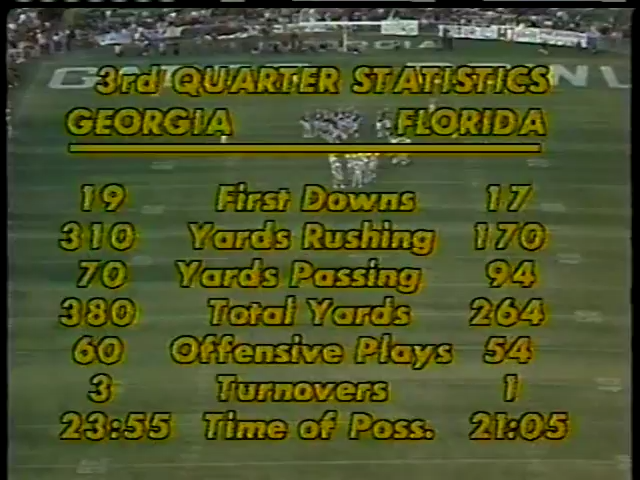 3rd QUARTER STATISTICS
GEORGIA FLORIDA
19 First Downs 17
310 Yards Rushing 170
70 Yards Passing 94
380 Total Yards 264
60 Offensive Plays 54
3 Turnovers 1
23:55 Time of Poss. 21:05